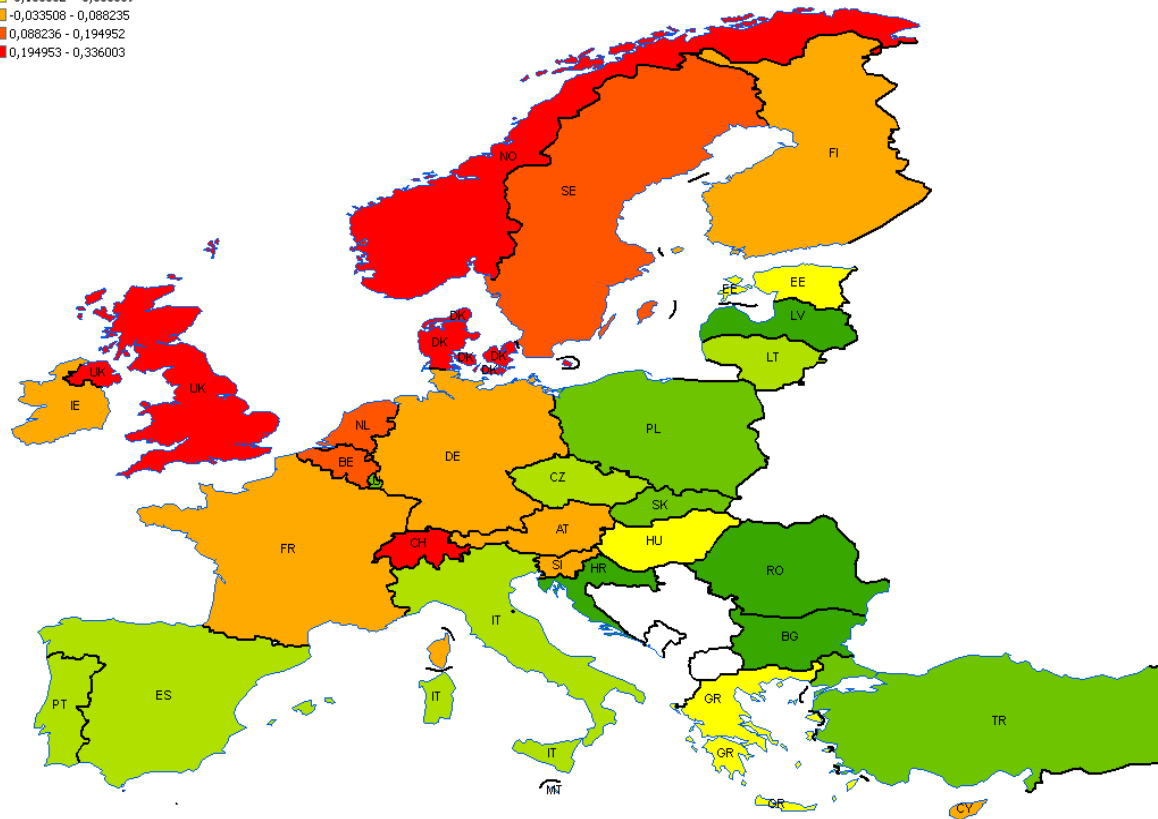 -0,033508 - 0,088235
0,088236 - 0,194952
0,194953 - 0,336003
NO
SE
FI
EE
EE
LV
LT
DK
DK
DK
DK
DK
UK
UK
IE
NL
BE
DE
PL
CZ
SK
AT
HU
FR
CH
SI
HR
RO
IT
BG
ES
PT
IT
GR
TR
IT
GR
MT
GR
CY